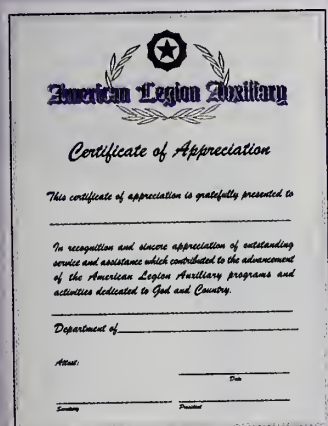 American Legion Auxiliary
Certificate of Appreciation
This certificate of appreciation is gratefully presented to
In recognition and sincere appreciation of outstanding
service and assistance which contributed to the advancement
of the American Legion Auxiliary programs and
activities dedicated to God and Country.
Department of
Attest:
Date
Secretary President